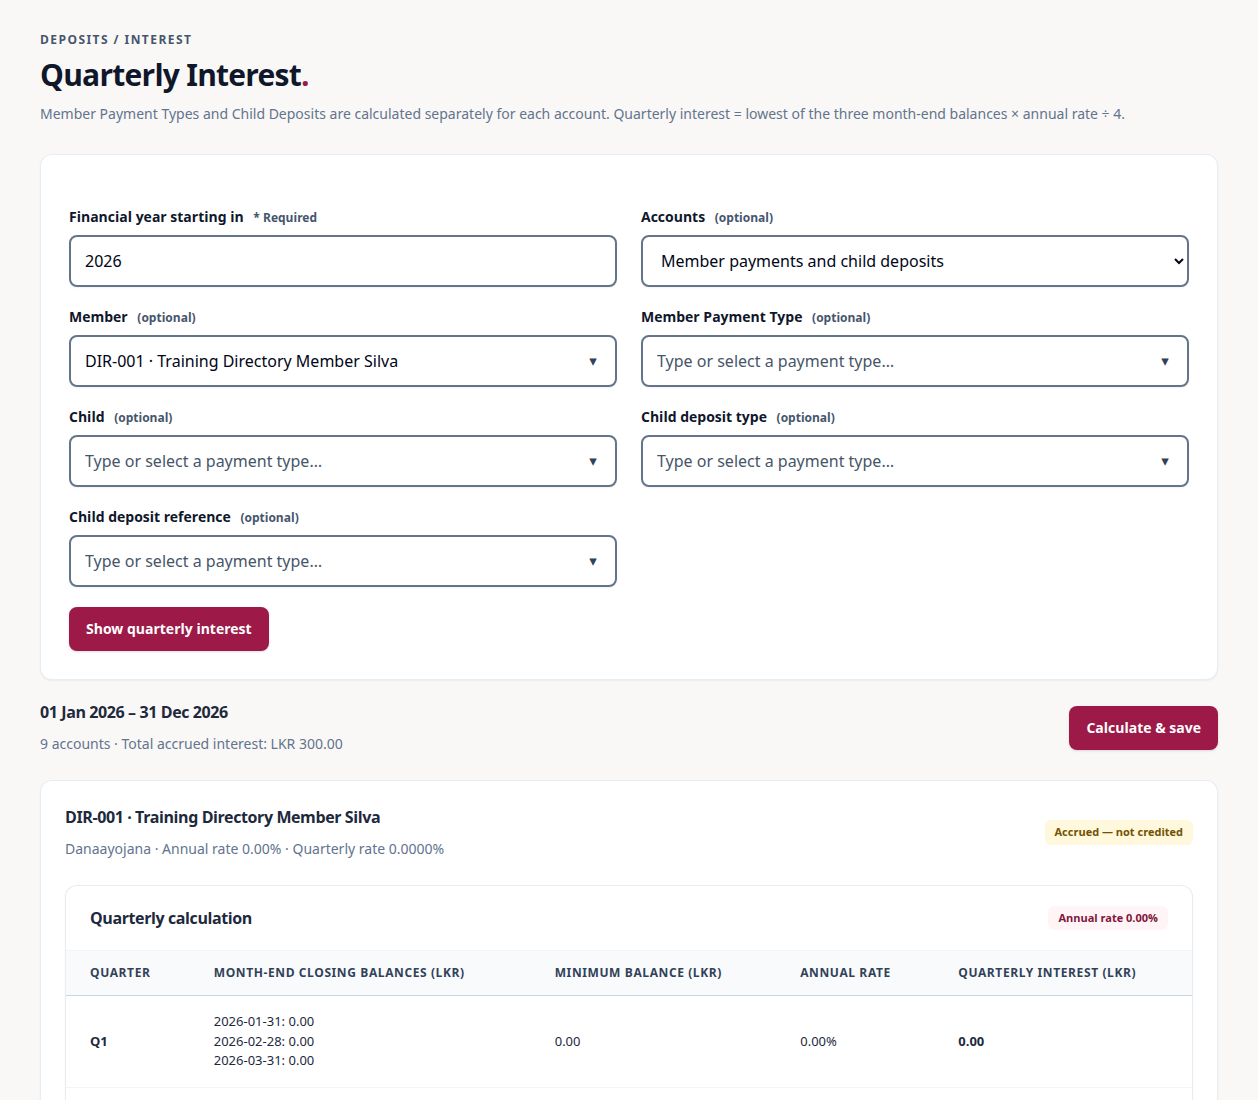 DEPOSITS / INTEREST
Quarterly Interest.
Member Payment Types and Child Deposits are calculated separately for each account. Quarterly interest = lowest of the three month-end balances × annual rate ÷ 4.
Financial year starting in * Required
Accounts (optional)
2026
Member payments and child deposits
Member (optional)
Member Payment Type (optional)
DIR-001 · Training Directory Member Silva
Type or select a payment type...
Child (optional)
Child deposit type (optional)
Type or select a payment type...
Type or select a payment type...
Child deposit reference (optional)
Type or select a payment type...
Show quarterly interest
01 Jan 2026 – 31 Dec 2026
Calculate & save
9 accounts · Total accrued interest: LKR 300.00
DIR-001 · Training Directory Member Silva
Accrued — not credited
Danaayojana · Annual rate 0.00% · Quarterly rate 0.0000%
Quarterly calculation
Annual rate 0.00%
QUARTER MONTH-END CLOSING BALANCES (LKR) MINIMUM BALANCE (LKR) ANNUAL RATE QUARTERLY INTEREST (LKR)
2026-01-31: 0.00
Q1 2026-02-28: 0.00 0.00 0.00% 0.00
2026-03-31: 0.00